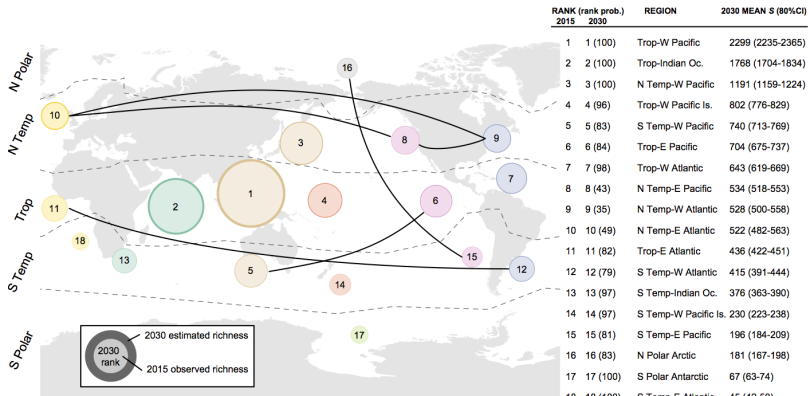 RANK (rank prob.) REGION 2030 MEAN S (80%CI)
2015 2030
1 1 (100) Trop-W Pacific 2299 (2235-2365)
2 2 (100) Trop-Indian Oc. 1768 (1704-1834)
3 3 (100) N Temp-W Pacific 1191 (1159-1224)
4 4 (96) Trop-W Pacific Is. 802 (776-829)
5 5 (83) S Temp-W Pacific 740 (713-769)
6 6 (84) Trop-E Pacific 704 (675-737)
7 7 (98) Trop-W Atlantic 643 (619-669)
8 8 (43) N Temp-E Pacific 534 (518-553)
9 9 (35) N Temp-W Atlantic 528 (500-558)
10 10 (49) N Temp-E Atlantic 522 (482-563)
11 11 (82) Trop-E Atlantic 436 (422-451)
12 12 (79) S Temp-W Atlantic 415 (391-444)
13 13 (97) S Temp-Indian Oc. 376 (363-390)
14 14 (97) S Temp-W Pacific Is. 230 (223-238)
15 15 (81) S Temp-E Pacific 196 (184-209)
16 16 (83) N Polar Arctic 181 (167-198)
17 17 (100) S Polar Antarctic 67 (63-74)
N Polar
N Temp
Trop
S Temp
S Polar
16
10
3
8
9
7
1
2
4
6
11
18
13
5
14
15
12
17
2030 estimated richness
2030
rank
2015 observed richness